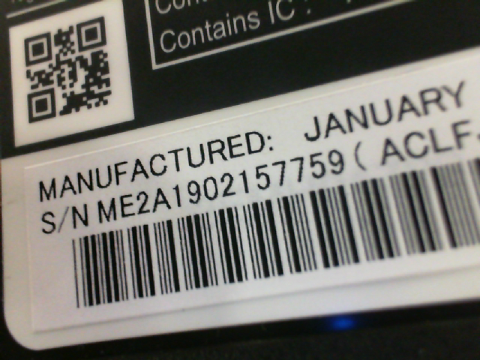 Contains IC :
MANUFACTURED: JANUARY
S/N ME2A1902157759 ( ACLF